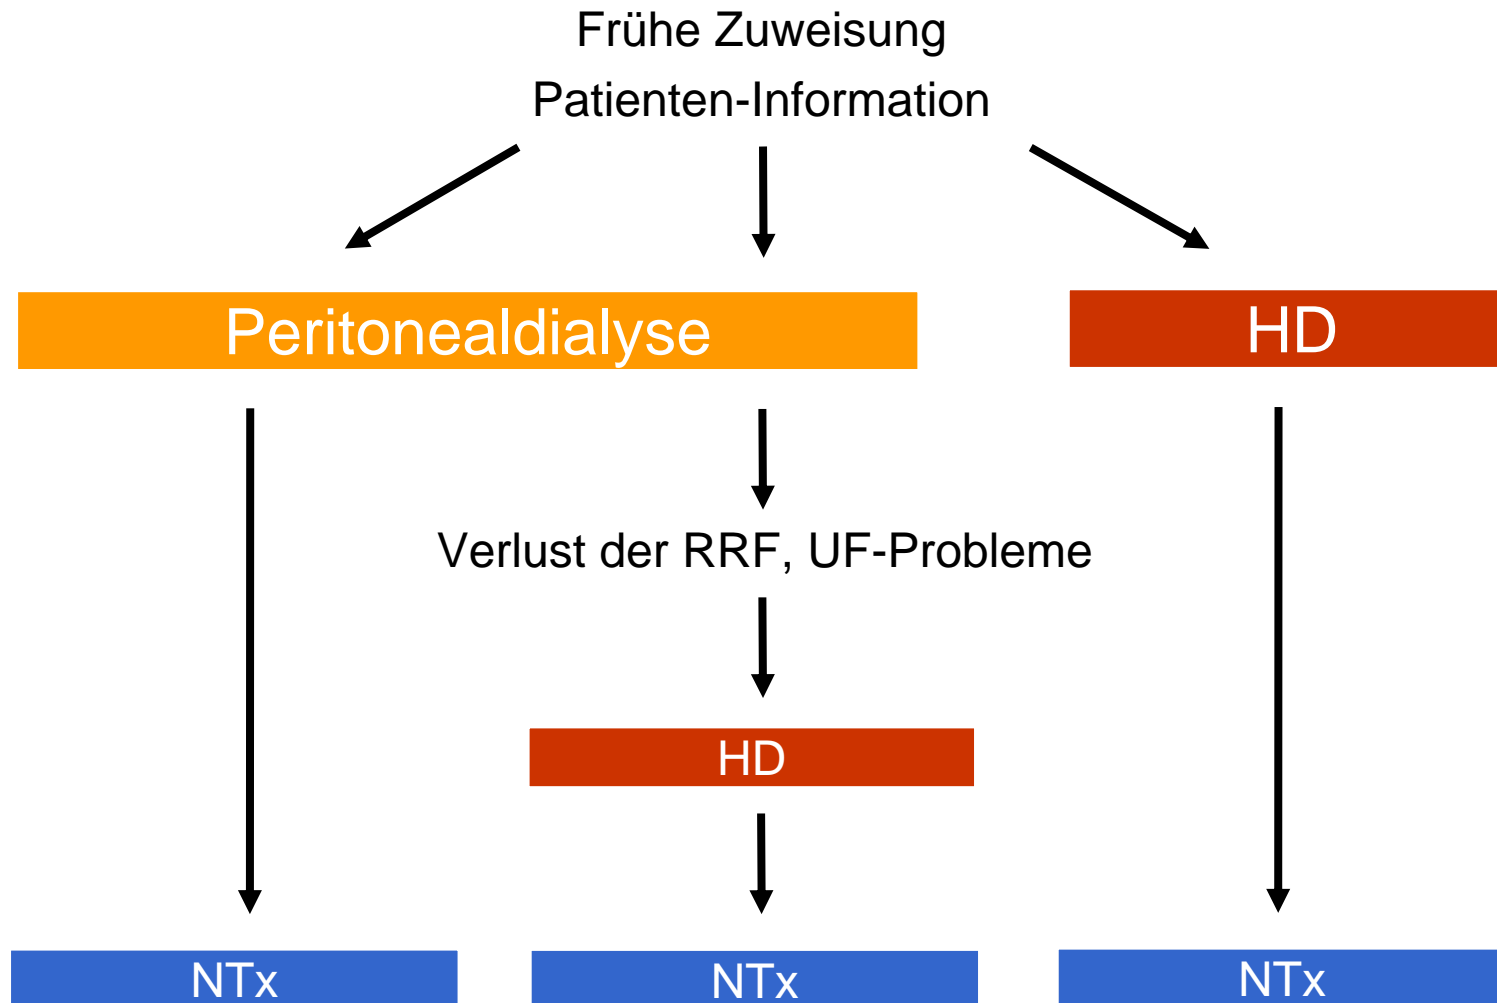 Frühe Zuweisung
Patienten-Information
Peritonealdialyse
HD
Verlust der RRF, UF-Probleme
HD
NTx
NTx
NTx